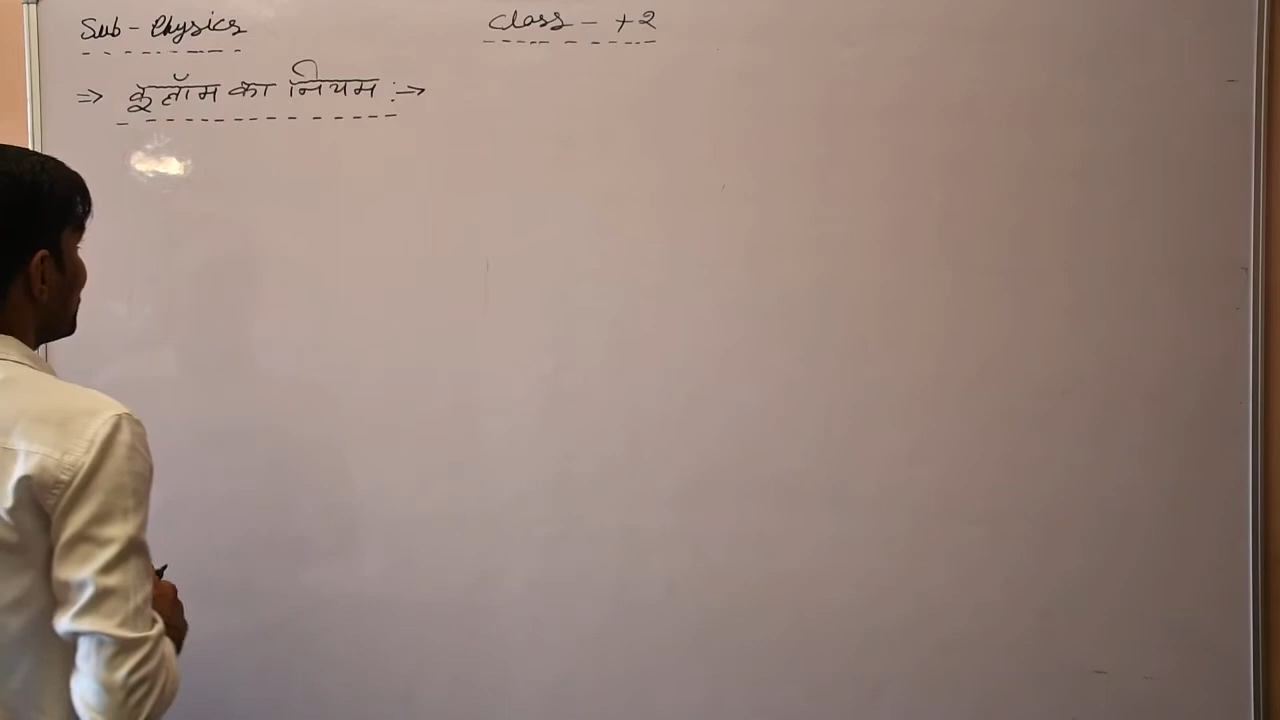 Sub - Physics
Class - +2
⇒ कूलॉम का नियम :→